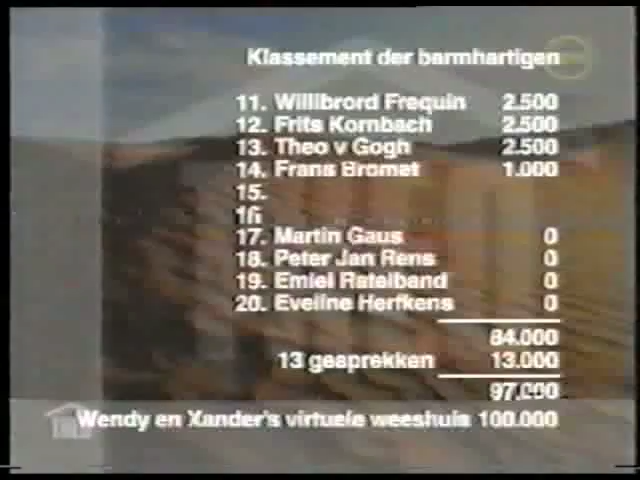 Klassement der barmhartigen
11. Willibrord Frequin 2.500
12. Frits Kornbach 2.500
13. Theo v Gogh 2.500
14. Frans Bromet 1.000
15.
16
17. Martin Gaus 0
18. Peter Jan Rens 0
19. Emiel Ratelband 0
20. Eveline Herfkens 0
84.000
13 gesprekken 13.000
97.000
Wendy en Xander's virtuele weeshuis 100.000